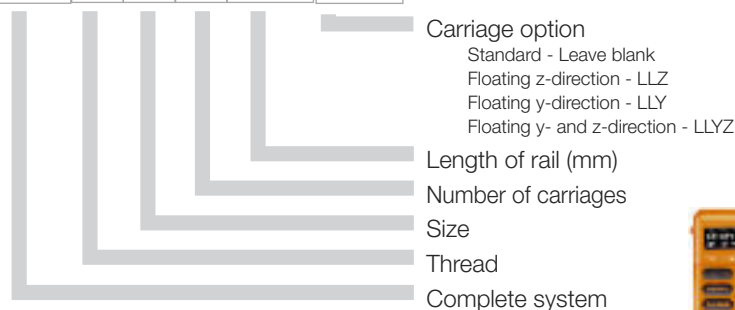 Carriage option
Standard - Leave blank
Floating z-direction - LLZ
Floating y-direction - LLY
Floating y- and z-direction - LLYZ
Length of rail (mm)
Number of carriages
Size
Thread
Complete system